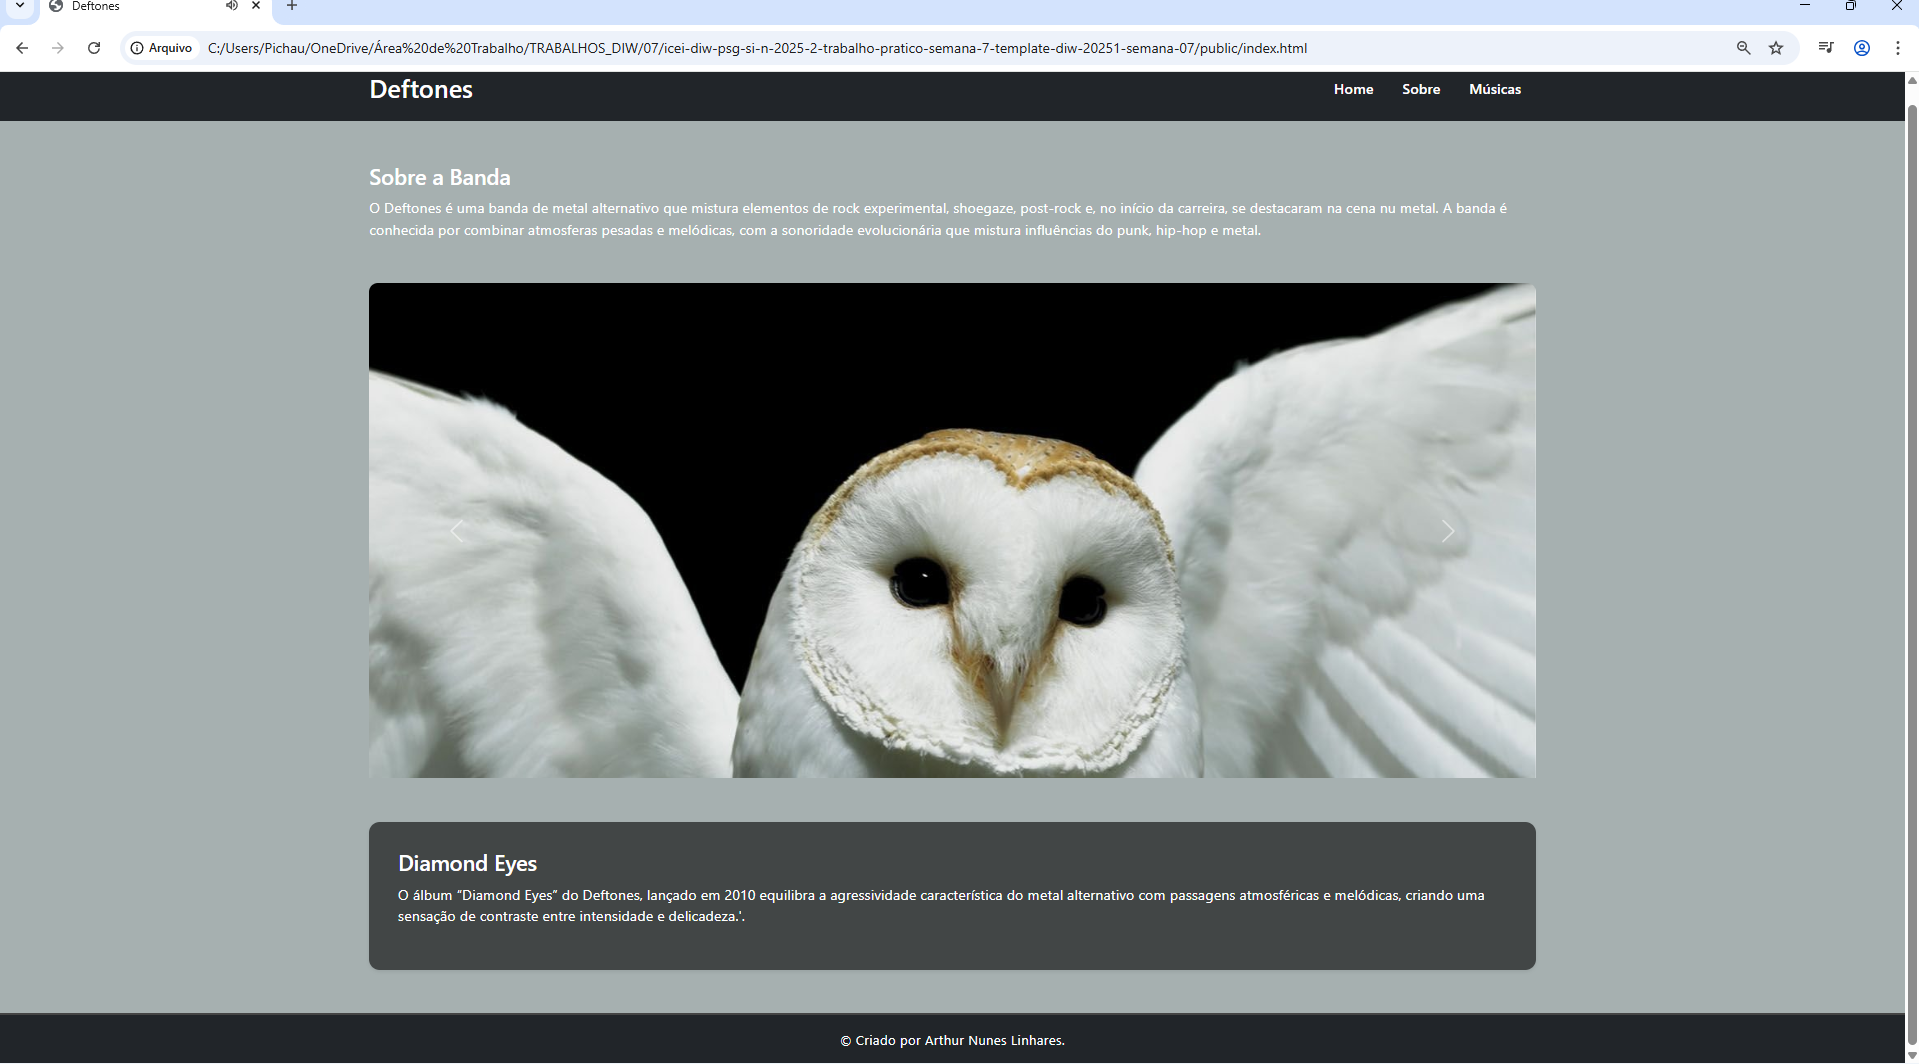 Deftones
Arquivo
C:/Users/Pichau/OneDrive/Área%20de%20Trabalho/TRABALHOS_DIW/07/icei-diw-psg-si-n-2025-2-trabalho-pratico-semana-7-template-diw-20251-semana-07/public/index.html
Deftones
Home Sobre Músicas
Sobre a Banda
O Deftones é uma banda de metal alternativo que mistura elementos de rock experimental, shoegaze, post-rock e, no início da carreira, se destacaram na cena nu metal. A banda é
conhecida por combinar atmosferas pesadas e melódicas, com a sonoridade evolucionária que mistura influências do punk, hip-hop e metal.
Diamond Eyes
O álbum “Diamond Eyes” do Deftones, lançado em 2010 equilibra a agressividade característica do metal alternativo com passagens atmosféricas e melódicas, criando uma
sensação de contraste entre intensidade e delicadeza.'.
© Criado por Arthur Nunes Linhares.